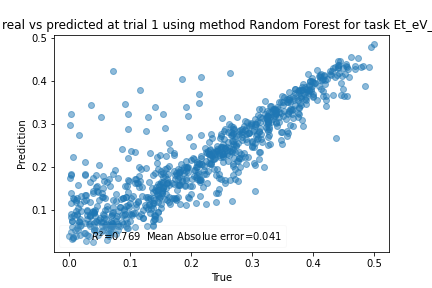 real vs predicted at trial 1 using method Random Forest for task Et_eV_
0.5
0.4
0.3
0.2
0.1
Prediction
R²=0.769 Mean Absolue error=0.041
0.0 0.1 0.2 0.3 0.4 0.5
True